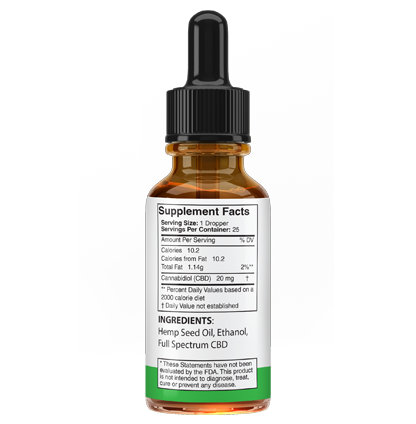 Supplement Facts
Serving Size: 1 Dropper
Servings Per Container: 25
Amount Per Serving % DV
Calories 10.2
Calories from Fat 10.2
Total Fat 1.14g 2%**
Cannabidiol (CBD) 20 mg †
** Percent Daily Values based on a
2000 calorie diet
† Daily Value not established
INGREDIENTS:
Hemp Seed Oil, Ethanol,
Full Spectrum CBD
* These Statements have not been
evaluated by the FDA. This product
is not intended to diagnose, treat,
cure or prevent any disease.